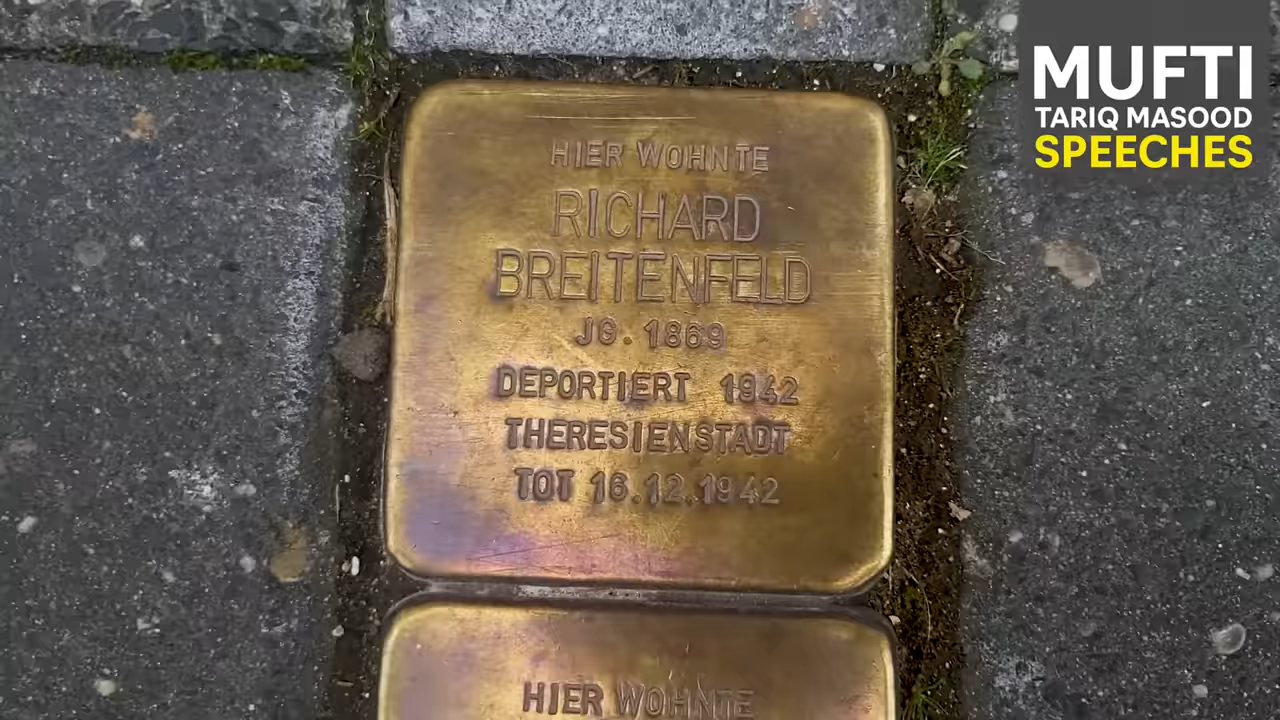 HIER WOHNTE
RICHARD
BREITENFELD
JG. 1869
DEPORTIERT 1942
THERESIENSTADT
TOT 16.12.1942
HIER WOHNTE
MUFTI
TARIQ MASOOD
SPEECHES